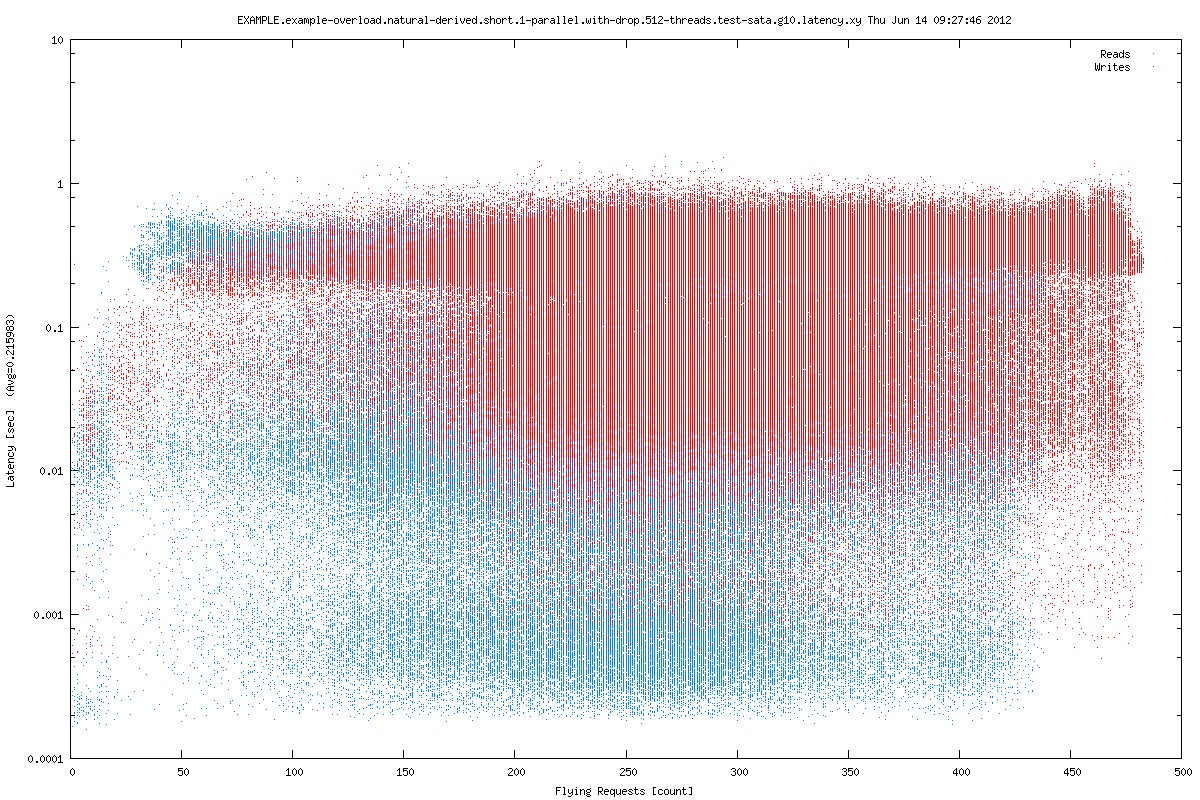 EXAMPLE.example-overload.natural-derived.short.1-parallel.with-drop.512-threads.test-sata.g10.latency.xy Thu Jun 14 09:27:46 2012
Reads
Writes
10
1
0.1
0.01
0.001
0.0001
Latency [sec] (Avg=0.215983)
0 50 100 150 200 250 300 350 400 450 500
Flying Requests [count]